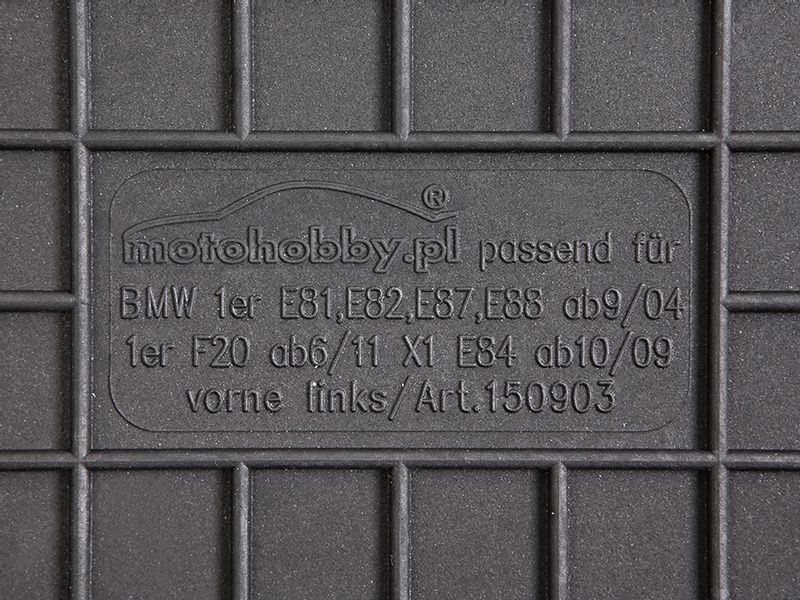 motohobby.pl® passend für
BMW 1er E81,E82,E87,E88 ab9/04
1er F20 ab6/11 X1 E84 ab10/09
vorne links/Art.150903